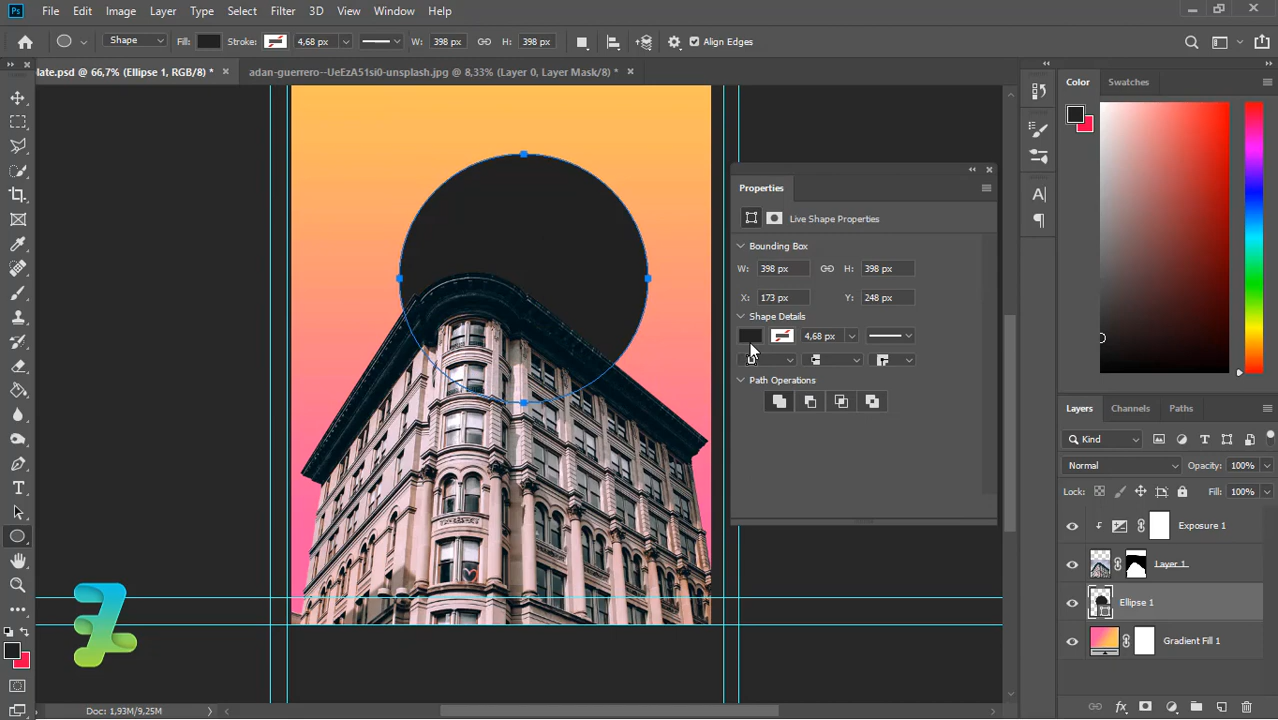 Ps File Edit Image Layer Type Select Filter 3D View Window Help
Shape Fill: Stroke: 4,68 px W: 398 px H: 398 px Align Edges
late.psd @ 66,7% (Ellipse 1, RGB/8) * × adan-guerrero--UeEzA51si0-unsplash.jpg @ 8,33% (Layer 0, Layer Mask/8) * ×
Color Swatches
Properties
Live Shape Properties
Bounding Box
W: 398 px H: 398 px
X: 173 px Y: 248 px
Shape Details
4,68 px
Path Operations
Layers Channels Paths
Kind
Normal Opacity: 100%
Lock: Fill: 100%
Exposure 1
Layer 1
Ellipse 1
Gradient Fill 1
Doc: 1,93M/9,25M